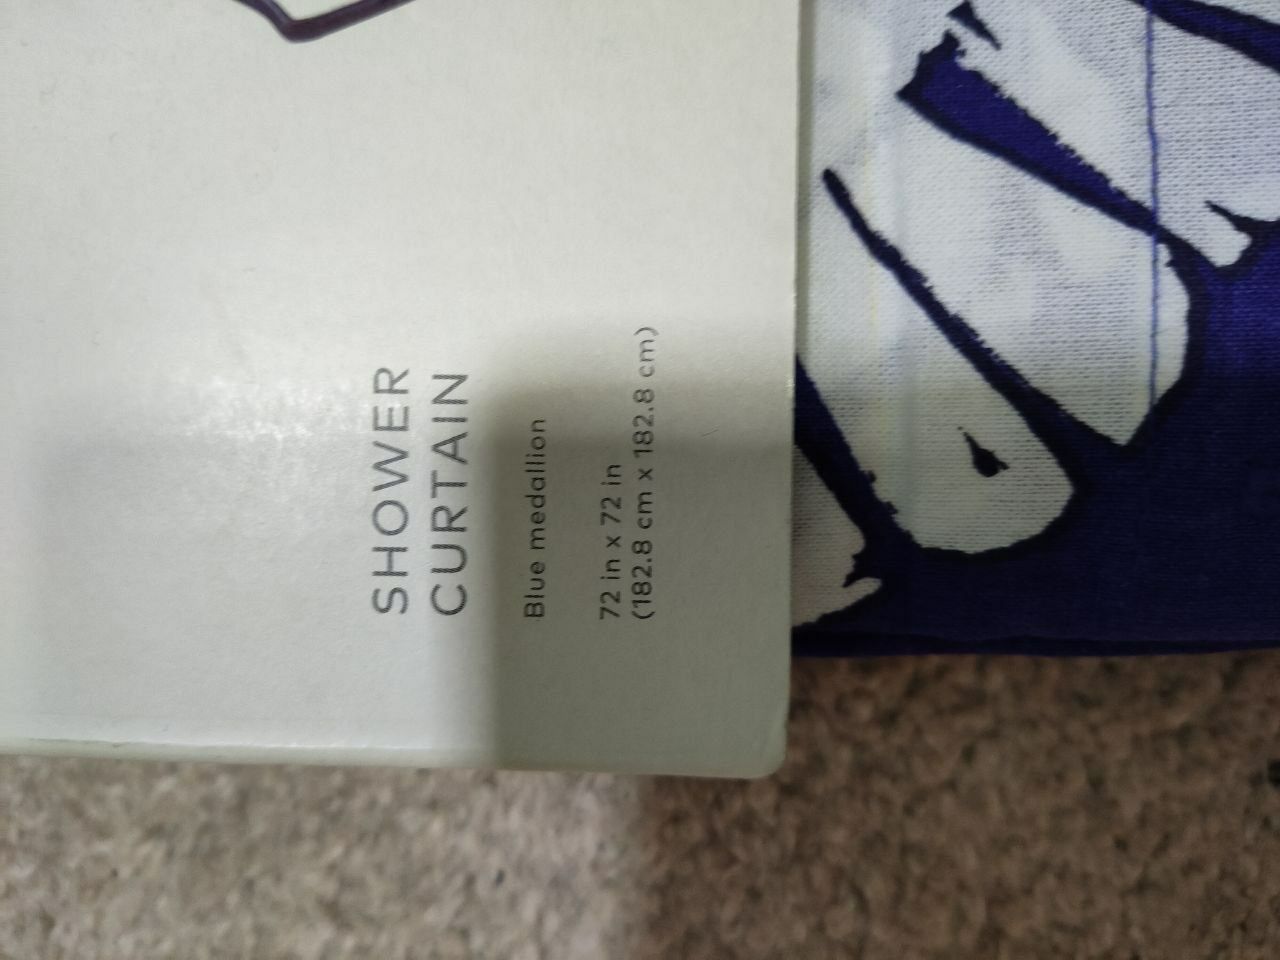 SHOWER
CURTAIN
Blue medallion
72 in x 72 in
(182.8 cm x 182.8 cm)